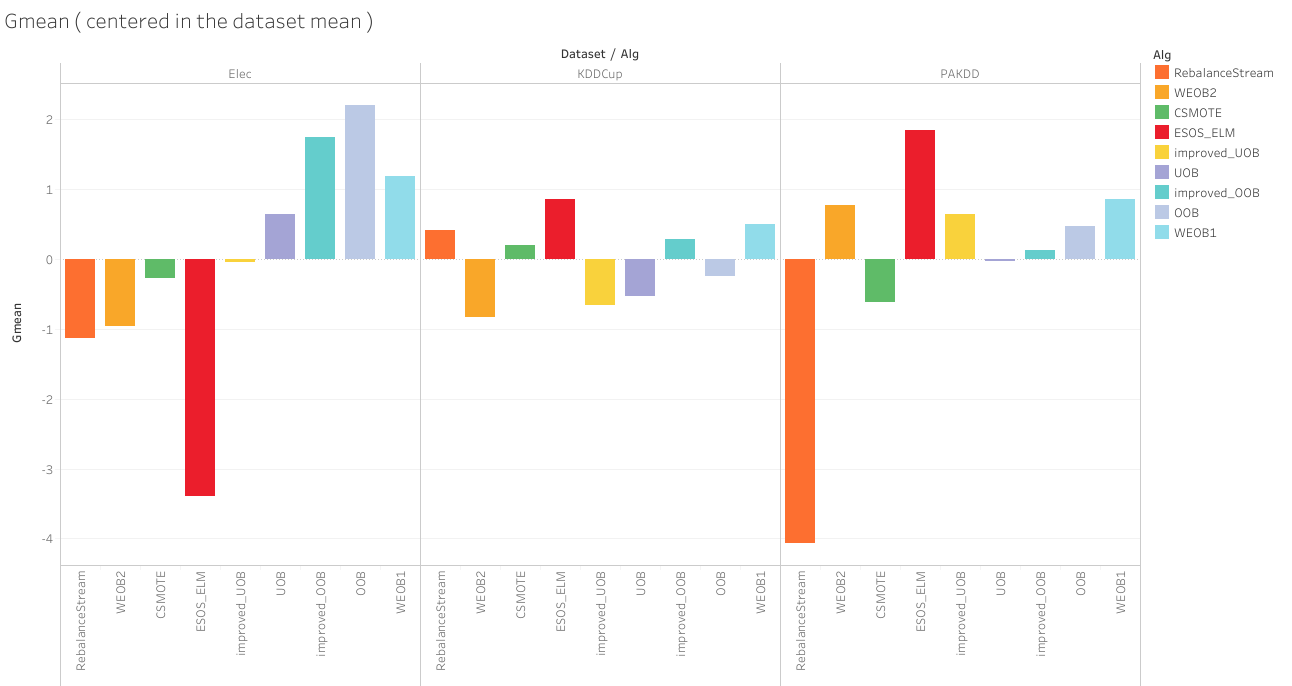 Gmean ( centered in the dataset mean )
Dataset / Alg
Elec KDDCup PAKDD
Gmean
2
1
0
-1
-2
-3
-4
RebalanceStream WEOB2 CSMOTE ESOS_ELM improved_UOB UOB improved_OOB OOB WEOB1
RebalanceStream WEOB2 CSMOTE ESOS_ELM improved_UOB UOB improved_OOB OOB WEOB1
RebalanceStream WEOB2 CSMOTE ESOS_ELM improved_UOB UOB improved_OOB OOB WEOB1
Alg
RebalanceStream
WEOB2
CSMOTE
ESOS_ELM
improved_UOB
UOB
improved_OOB
OOB
WEOB1